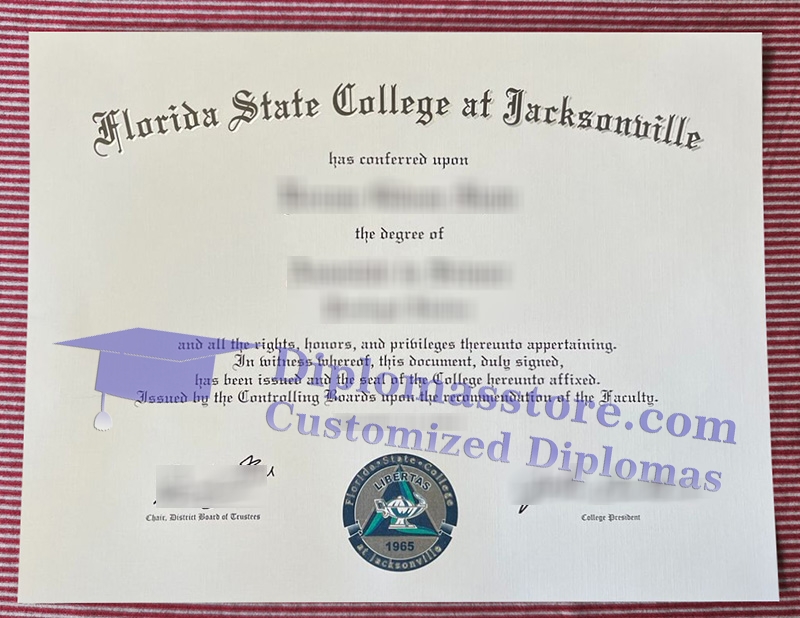 Florida State College at Jacksonville
has conferred upon
the degree of
and all the rights, honors, and privileges thereunto appertaining.
In witness whereof, this document, duly signed,
has been issued and the seal of the College hereunto affixed.
Issued by the Controlling Boards upon the recommendation of the Faculty.
Diplomasstore.com
Customized Diplomas
Chair, District Board of Trustees
Florida • State • College
LIBERTAS
1965
at Jacksonville
College President